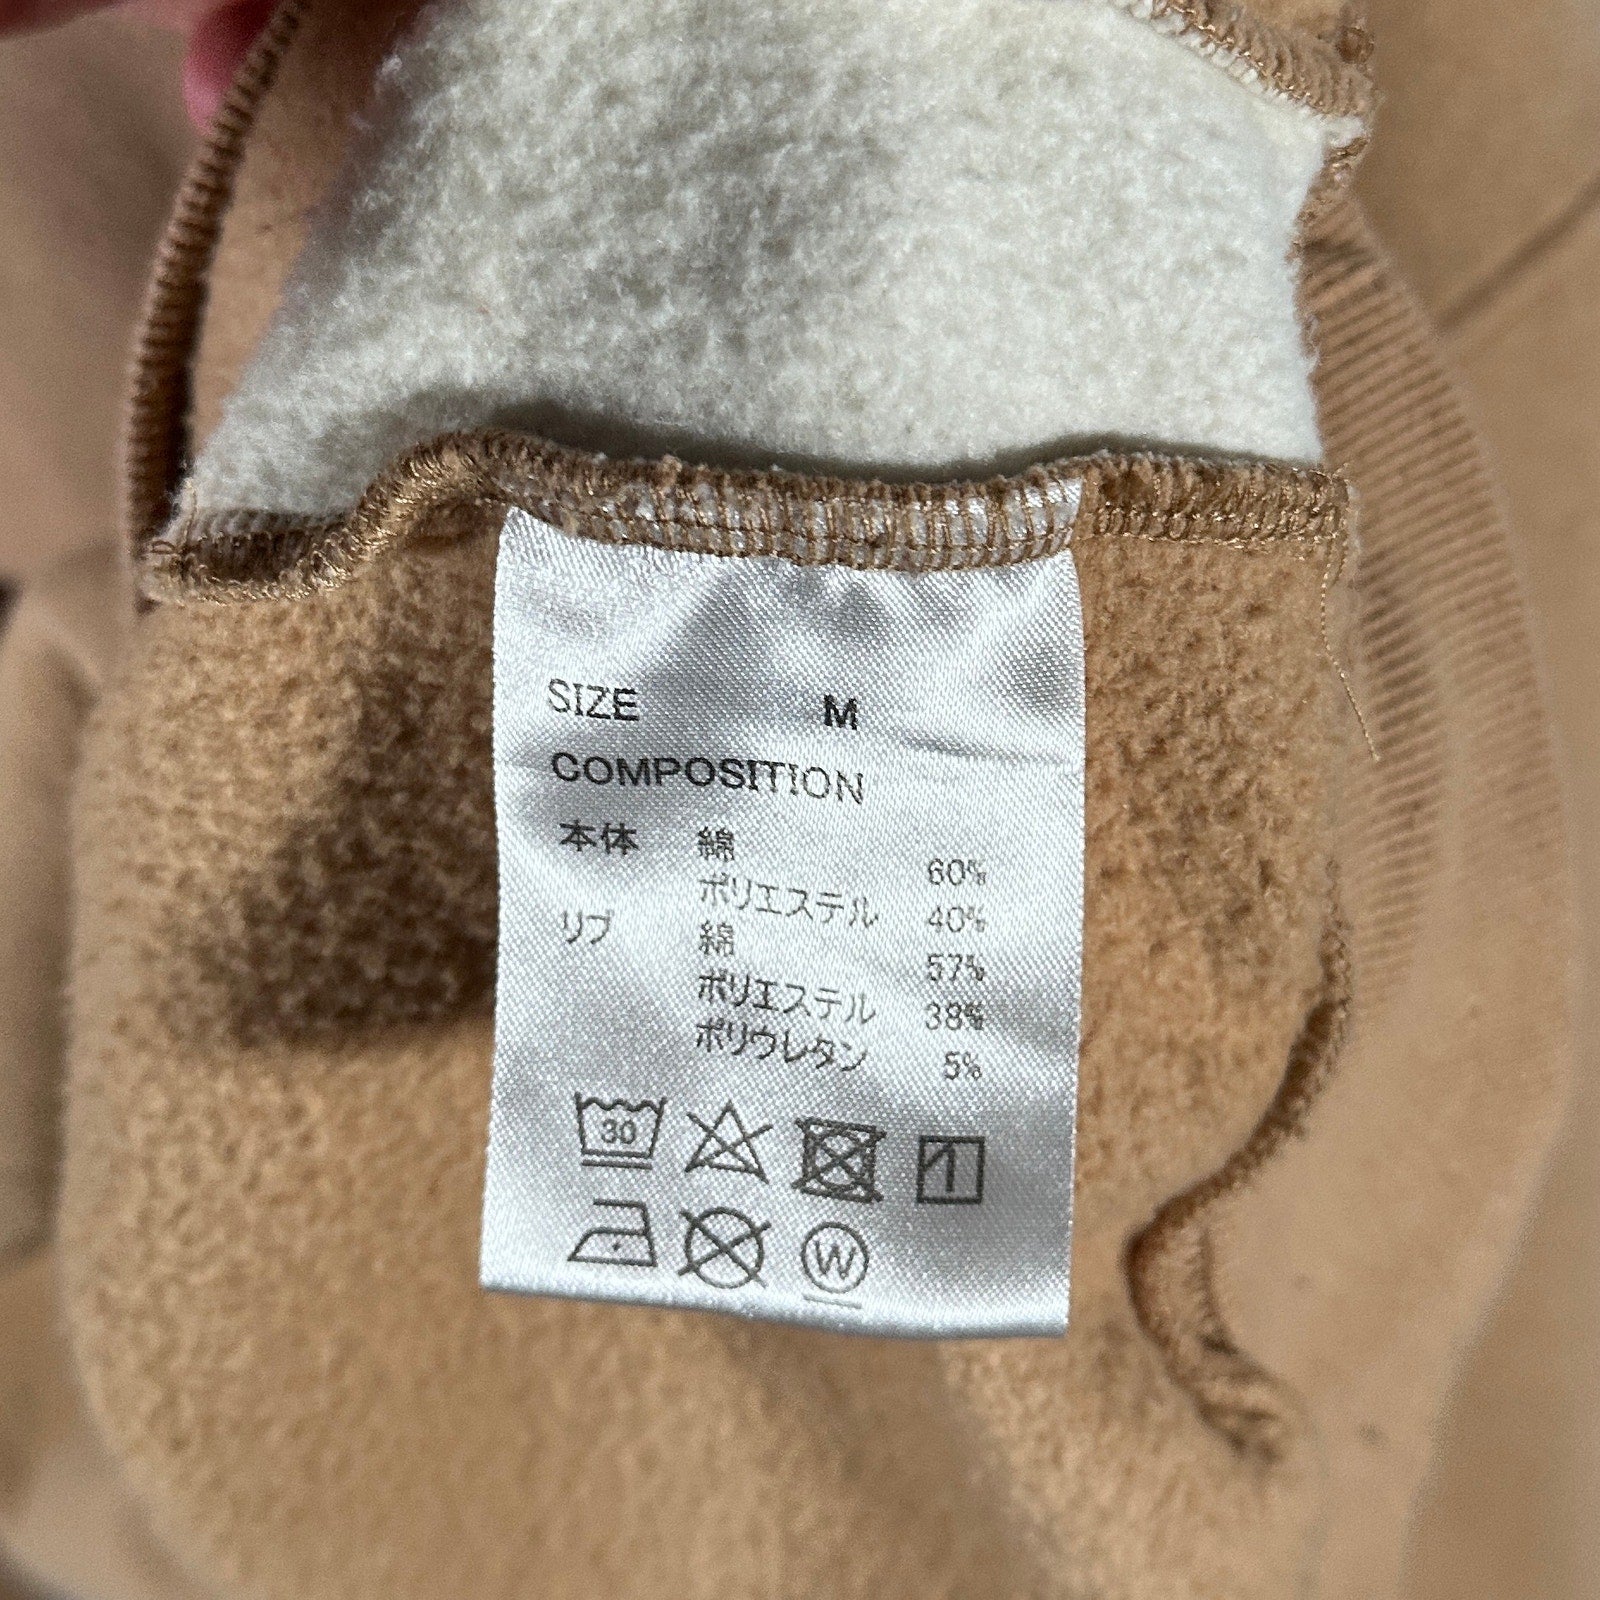 SIZE M
COMPOSITION
本体 綿 60%
ポリエステル 40%
リブ 綿 57%
ポリエステル 38%
ポリウレタン 5%
30
W